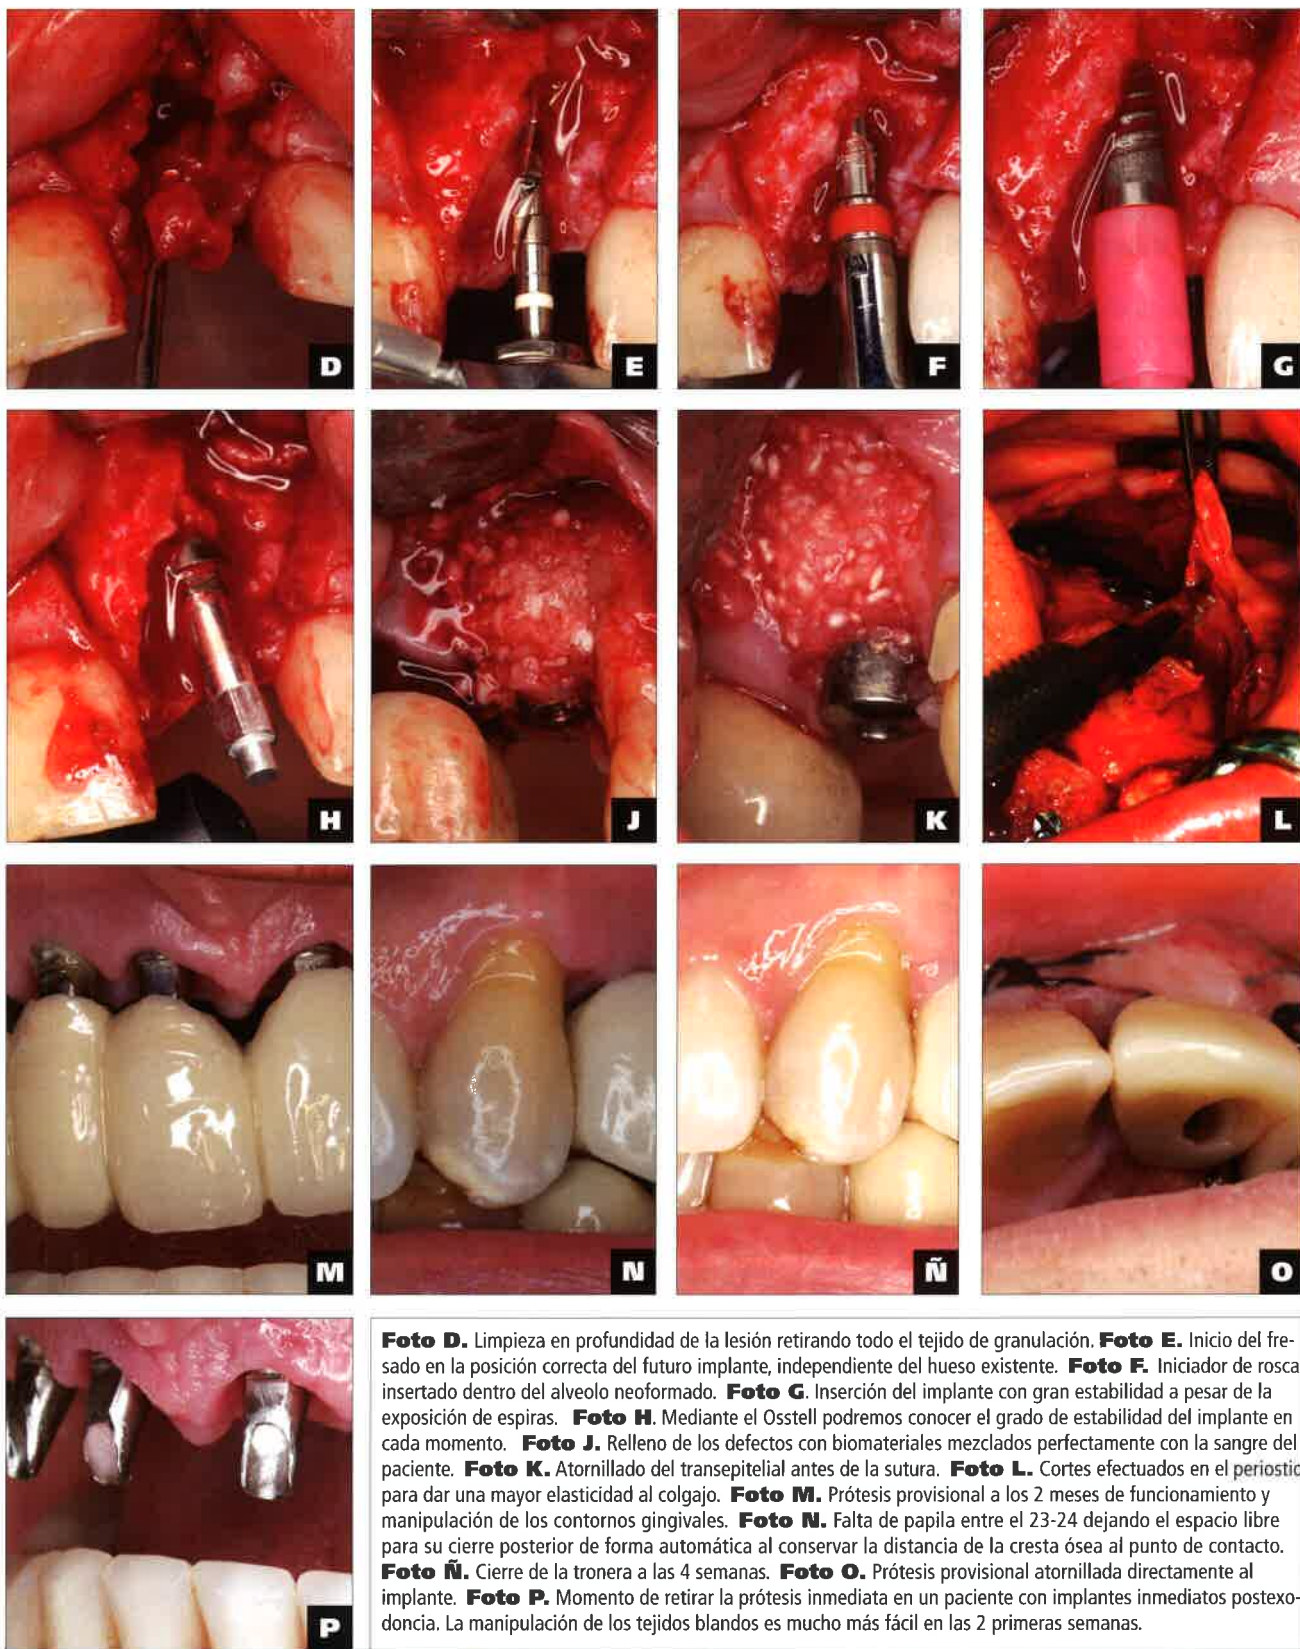 D
E
F
G
H
J
K
L
M
N
Ñ
O
P
Foto D. Limpieza en profundidad de la lesión retirando todo el tejido de granulación. Foto E. Inicio del fre-
sado en la posición correcta del futuro implante, independiente del hueso existente. Foto F. Iniciador de rosca
insertado dentro del alveolo neoformado. Foto G. Inserción del implante con gran estabilidad a pesar de la
exposición de espiras. Foto H. Mediante el Osstell podremos conocer el grado de estabilidad del implante en
cada momento. Foto J. Relleno de los defectos con biomateriales mezclados perfectamente con la sangre del
paciente. Foto K. Atornillado del transepitelial antes de la sutura. Foto L. Cortes efectuados en el periostio
para dar una mayor elasticidad al colgajo. Foto M. Prótesis provisional a los 2 meses de funcionamiento y
manipulación de los contornos gingivales. Foto N. Falta de papila entre el 23-24 dejando el espacio libre
para su cierre posterior de forma automática al conservar la distancia de la cresta ósea al punto de contacto.
Foto Ñ. Cierre de la tronera a las 4 semanas. Foto O. Prótesis provisional atornillada directamente al
implante. Foto P. Momento de retirar la prótesis inmediata en un paciente con implantes inmediatos postexo-
doncia. La manipulación de los tejidos blandos es mucho más fácil en las 2 primeras semanas.